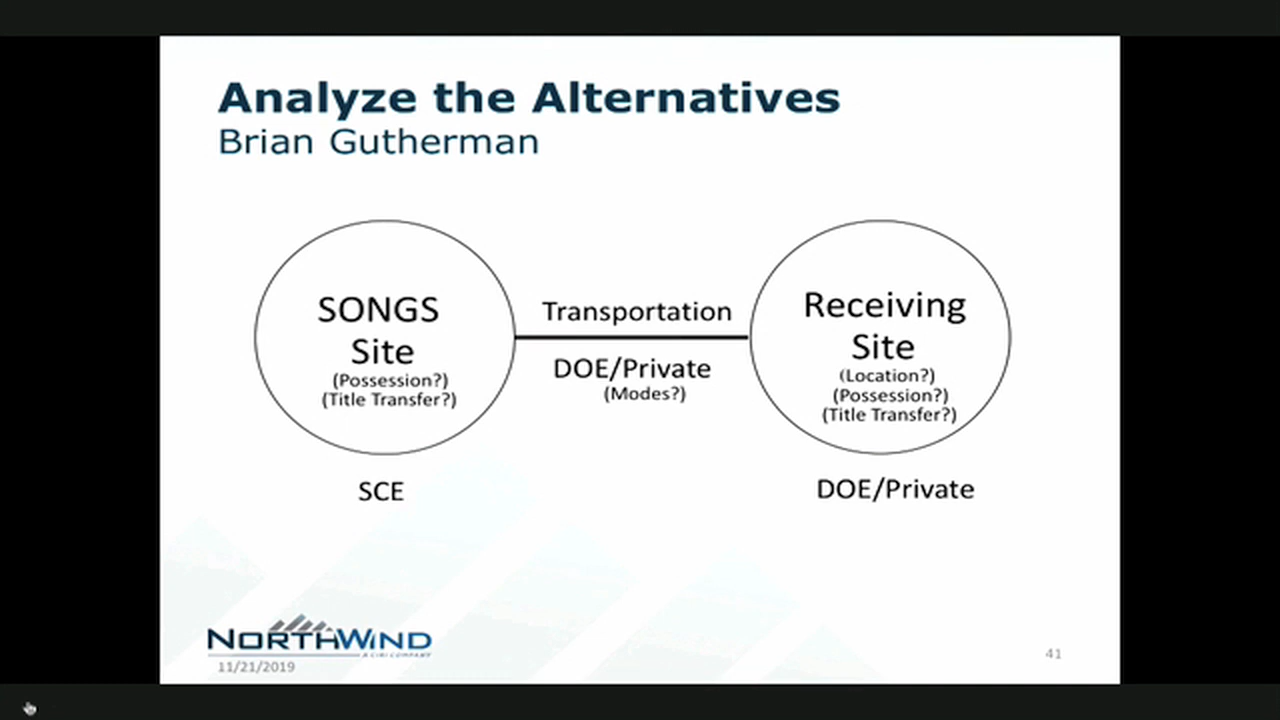 Analyze the Alternatives
Brian Gutherman
SONGS
Site
(Possession?)
(Title Transfer?)
SCE
Transportation
DOE/Private
(Modes?)
Receiving
Site
(Location?)
(Possession?)
(Title Transfer?)
DOE/Private
NORTHWIND
A CIRI COMPANY
11/21/2019
41